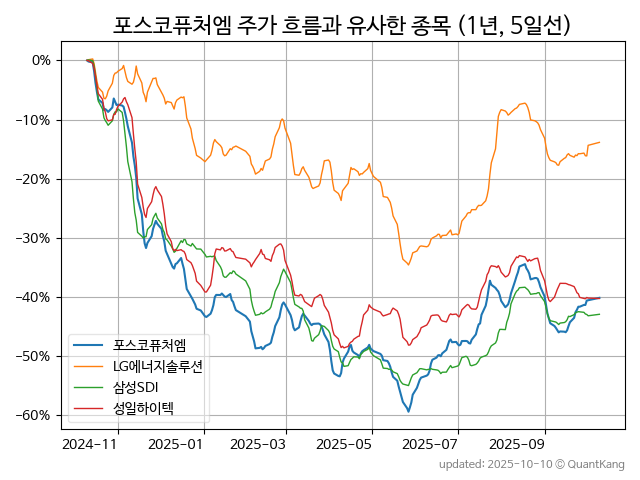 포스코퓨처엠 주가 흐름과 유사한 종목 (1년, 5일선)
0%
−10%
−20%
−30%
−40%
−50%
−60%
포스코퓨처엠
LG에너지솔루션
삼성SDI
성일하이텍
2024-11 2025-01 2025-03 2025-05 2025-07 2025-09
updated: 2025-10-10 © QuantKang